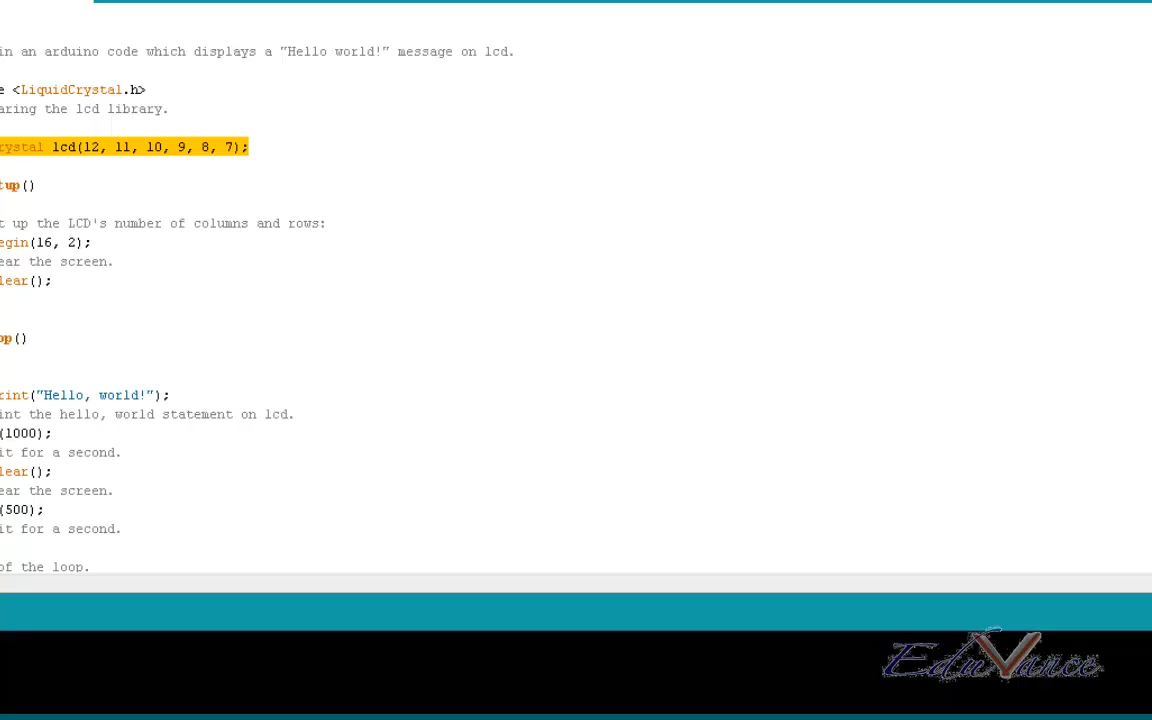 in an arduino code which displays a "Hello world!" message on lcd.
e <LiquidCrystal.h>
aring the lcd library.
rystal lcd(12, 11, 10, 9, 8, 7);
tup()
t up the LCD's number of columns and rows:
egin(16, 2);
ear the screen.
lear();
op()
rint("Hello, world!");
int the hello, world statement on lcd.
(1000);
it for a second.
lear();
ear the screen.
(500);
it for a second.
of the loop.
EduVance